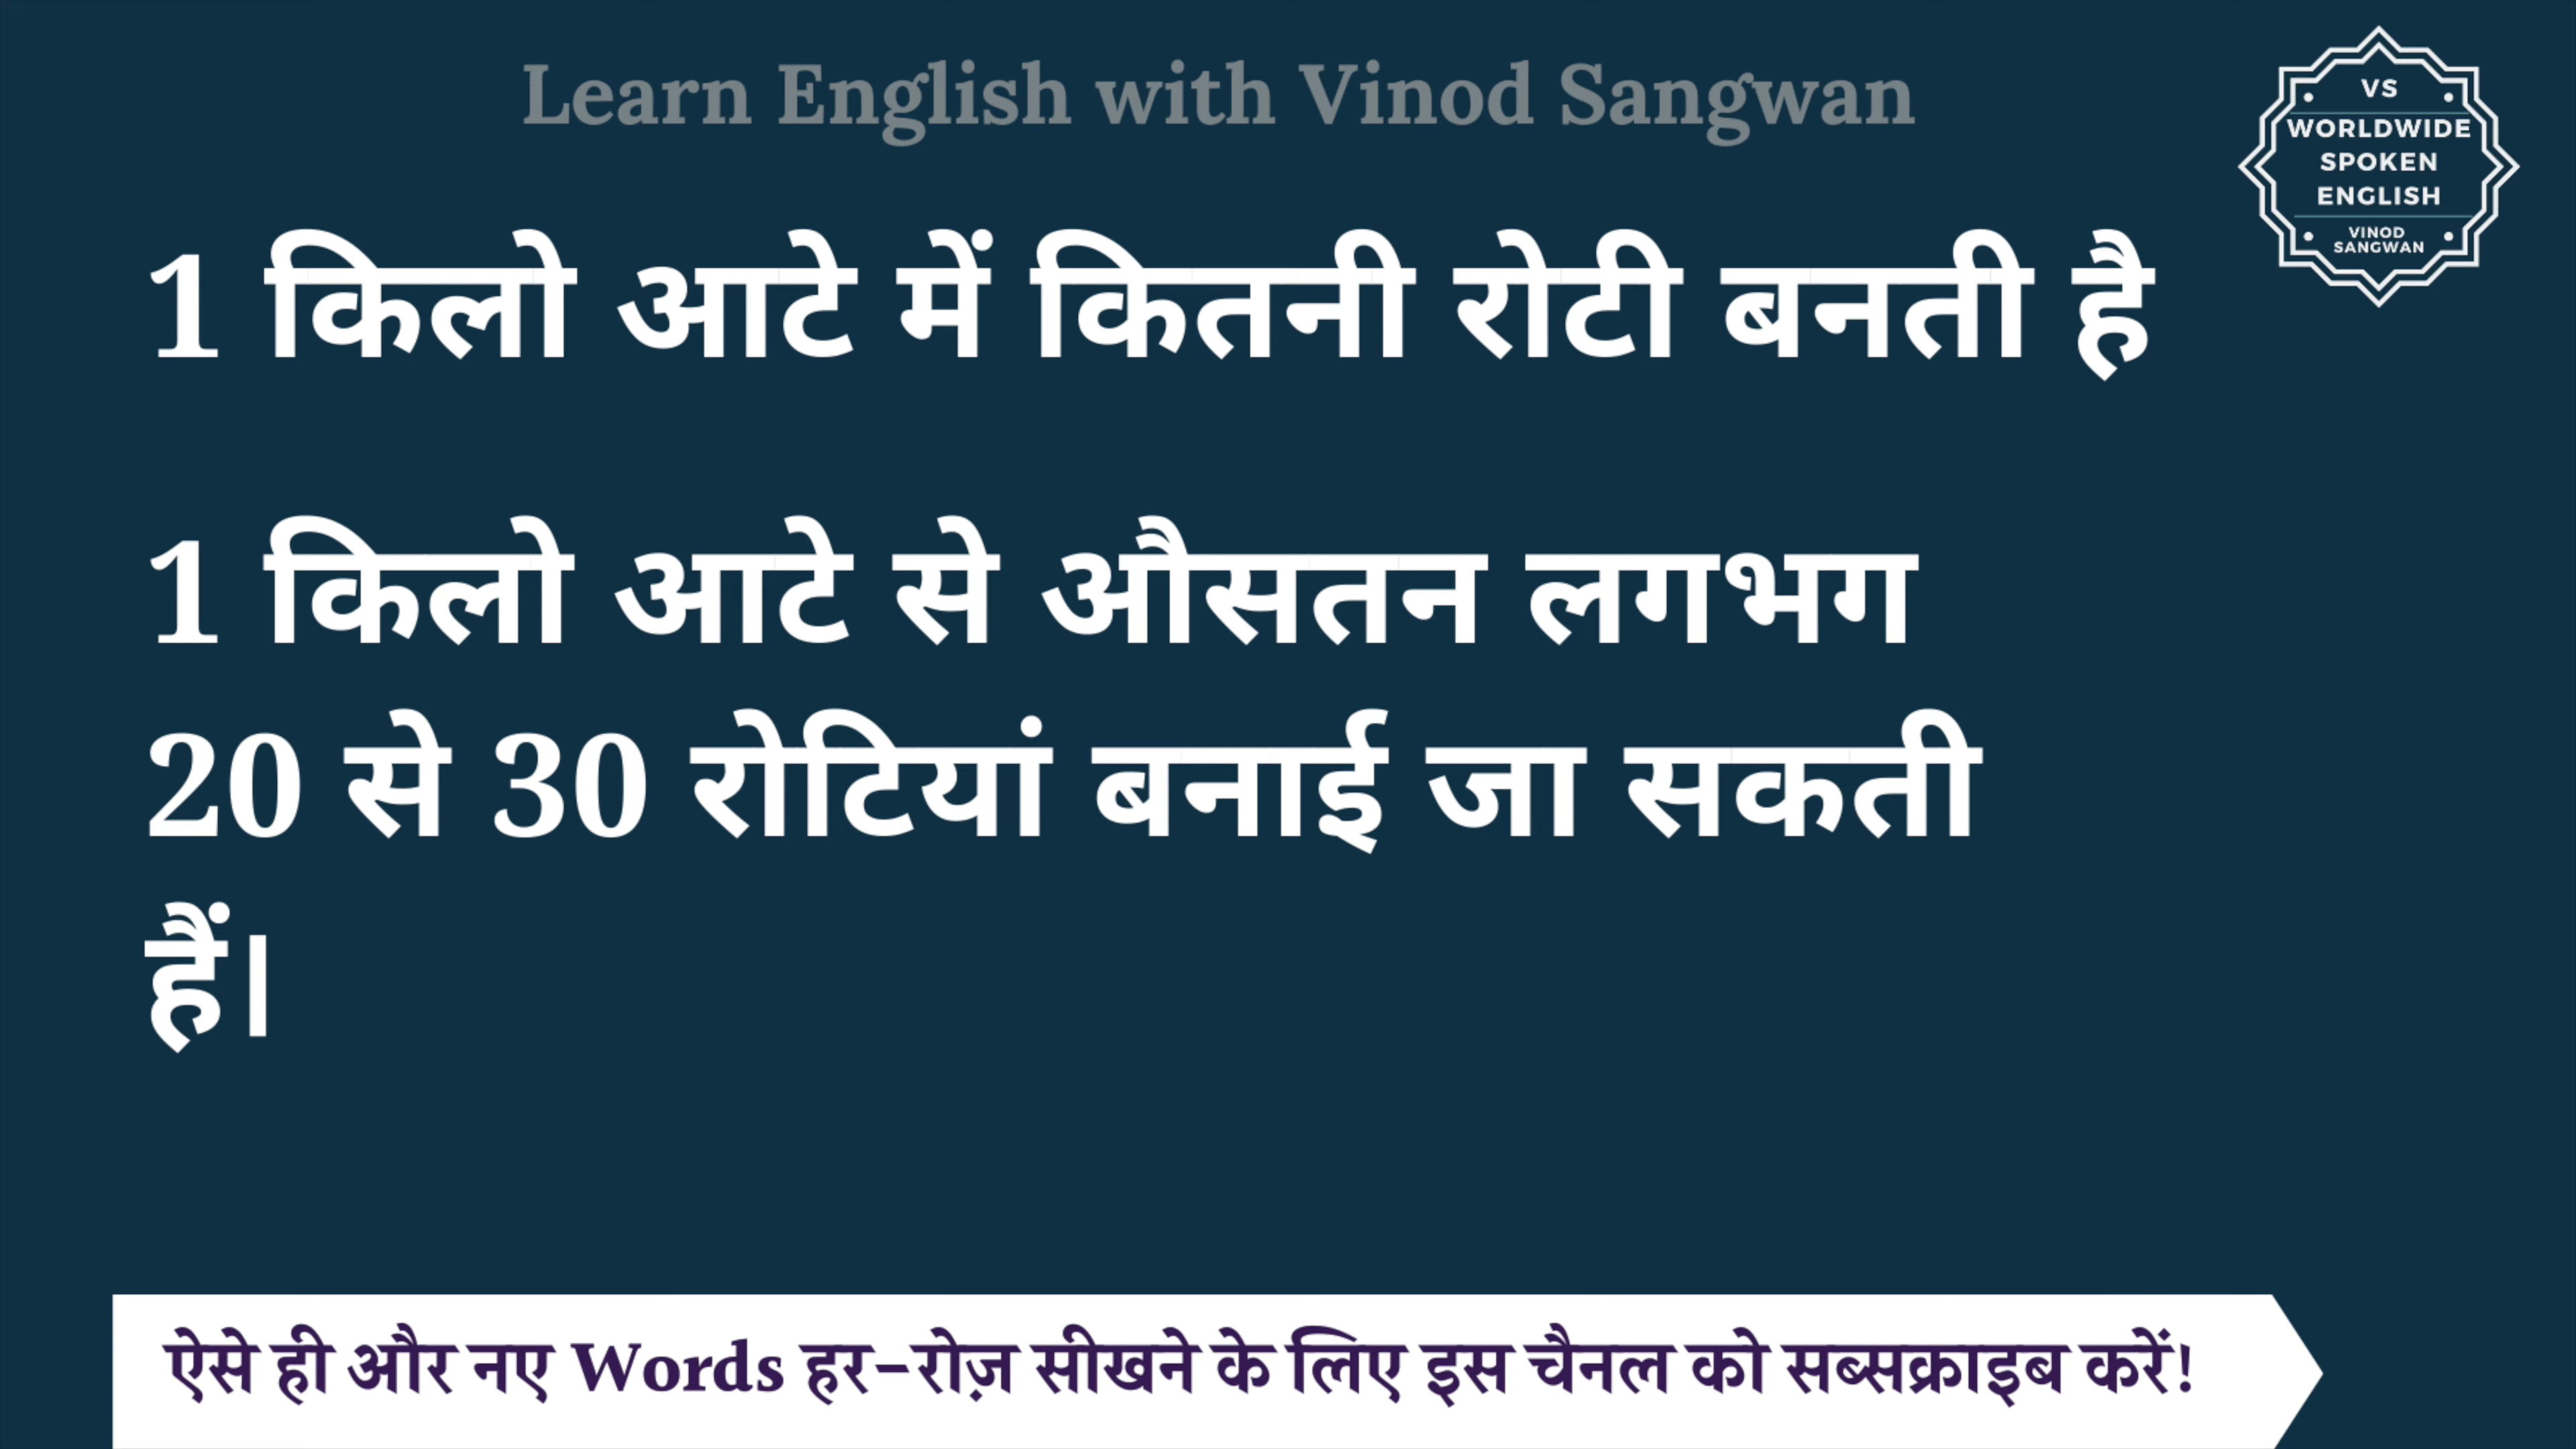 Learn English with Vinod Sangwan
VS
WORLDWIDE
SPOKEN
ENGLISH
VINOD
SANGWAN
1 किलो आटे में कितनी रोटी बनती है
1 किलो आटे से औसतन लगभग
20 से 30 रोटियां बनाई जा सकती
हैं।
ऐसे ही और नए Words हर-रोज़ सीखने के लिए इस चैनल को सब्सक्राइब करें!